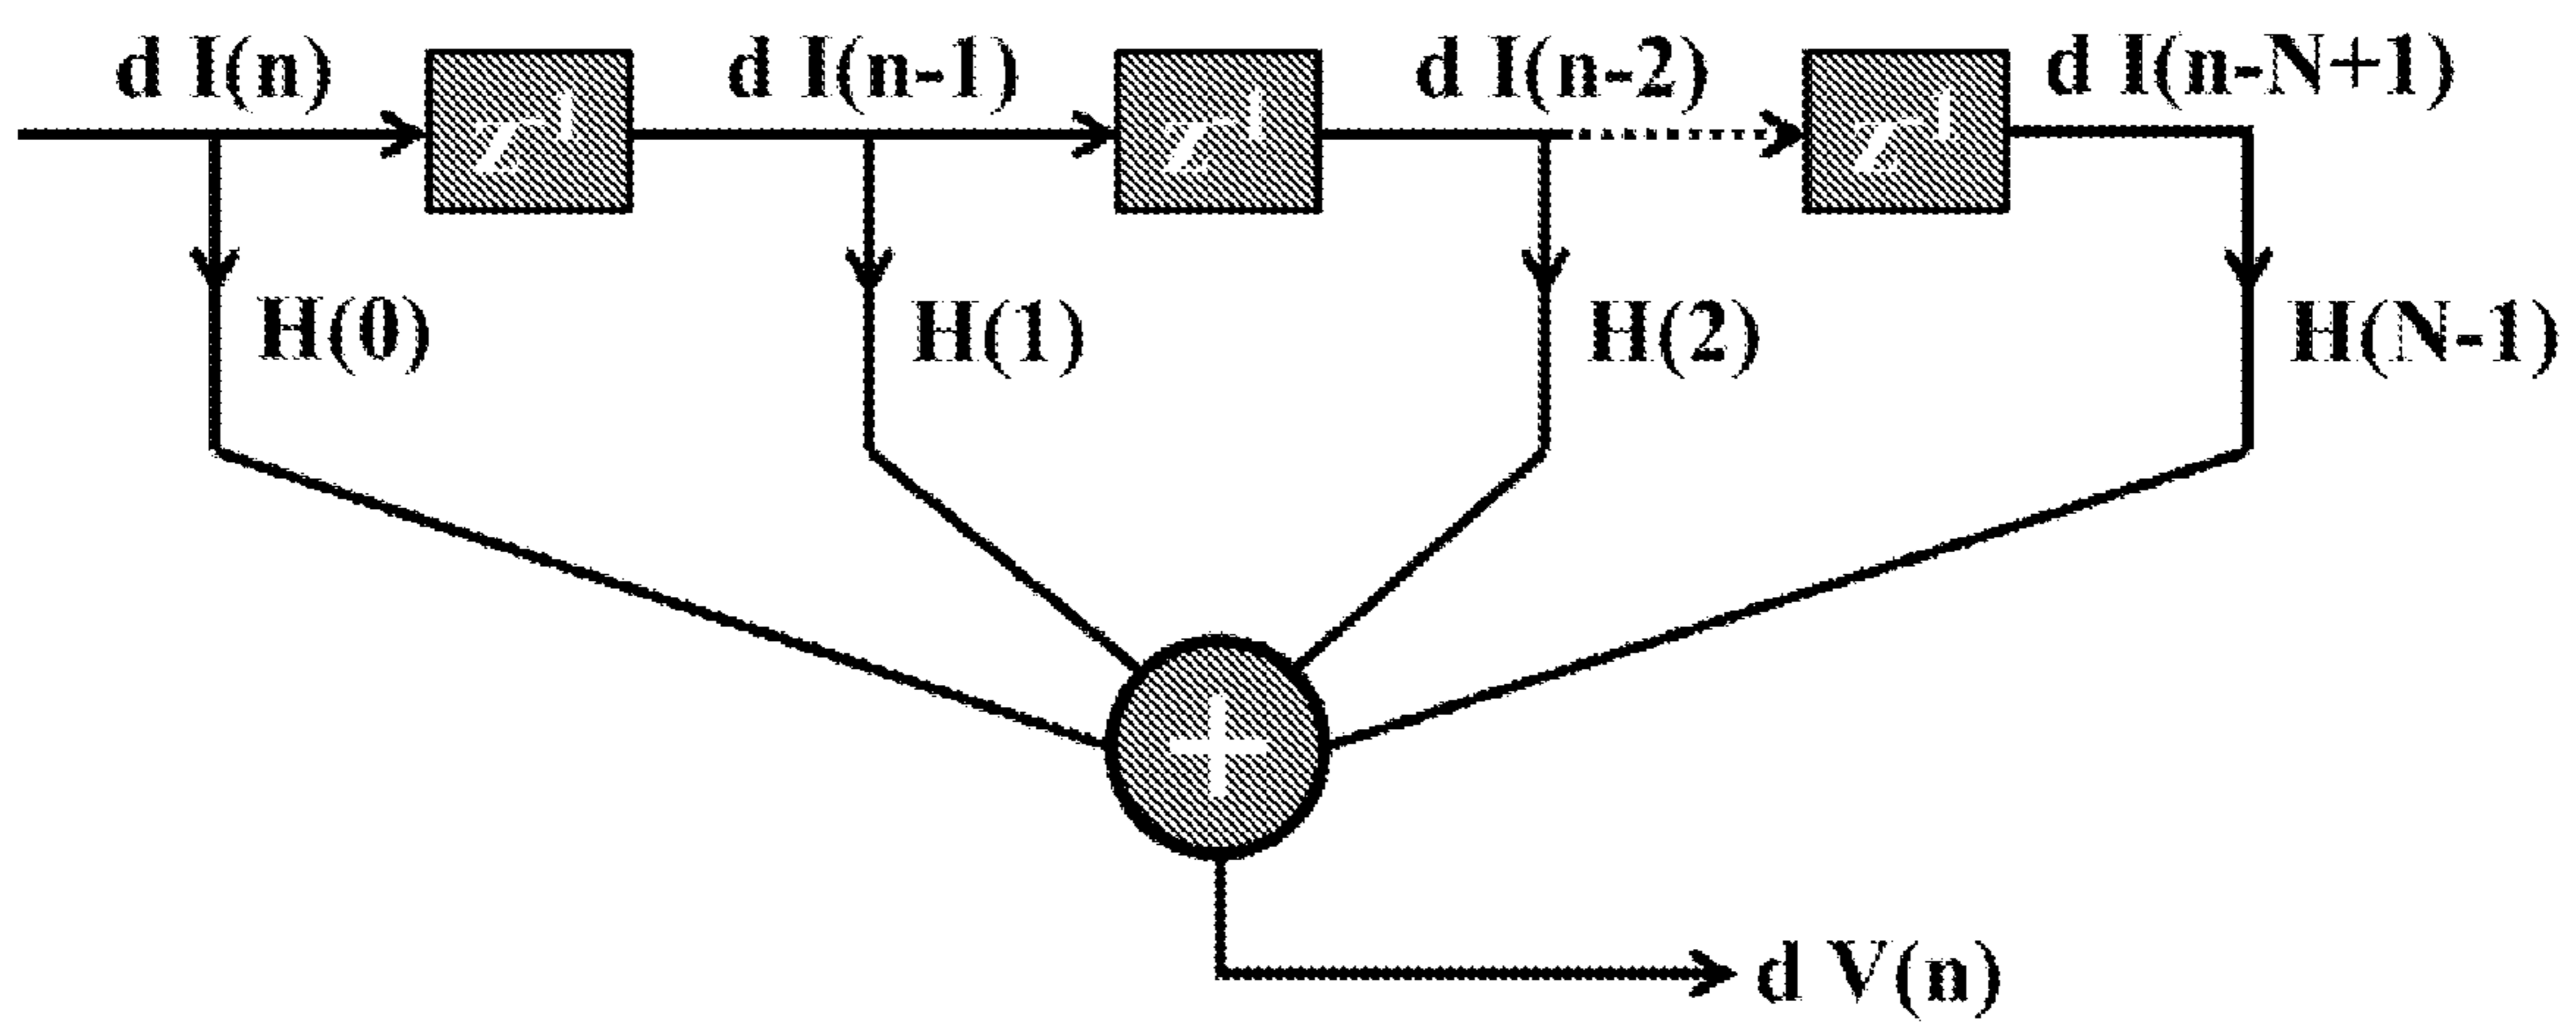 d I(n)
z-1
d I(n-1)
z-1
d I(n-2)
z-1
d I(n-N+1)
H(0)
H(1)
H(2)
H(N-1)
+
d V(n)